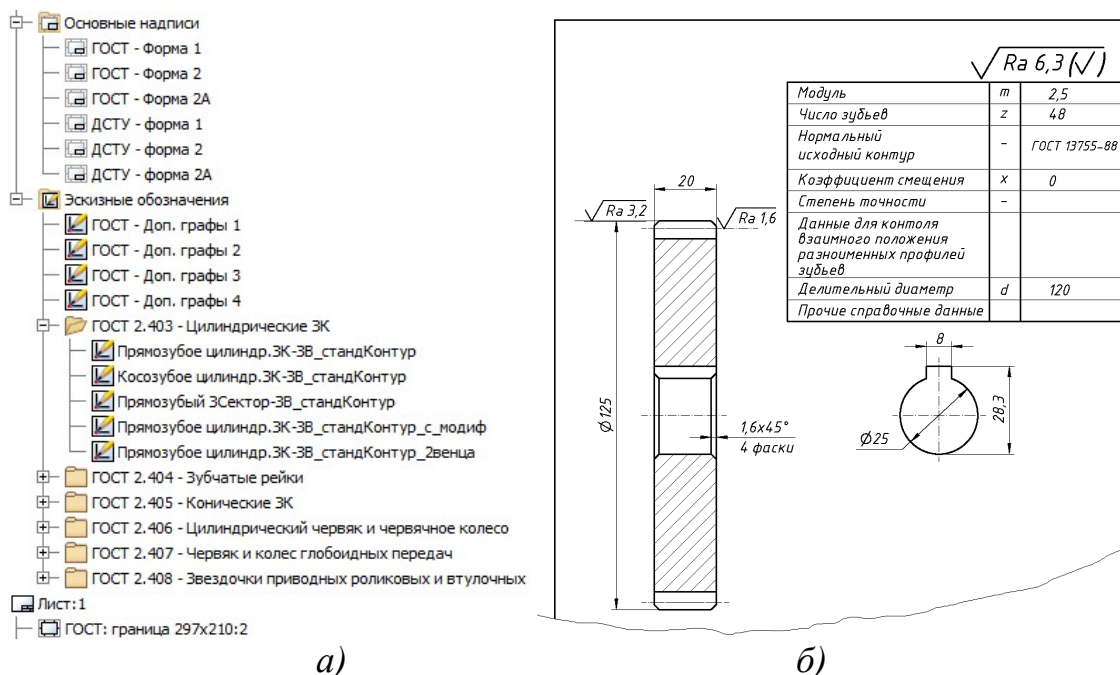 Основные надписи
ГОСТ - Форма 1
ГОСТ - Форма 2
ГОСТ - Форма 2А
ДСТУ - форма 1
ДСТУ - форма 2
ДСТУ - форма 2А
Эскизные обозначения
ГОСТ - Доп. графы 1
ГОСТ - Доп. графы 2
ГОСТ - Доп. графы 3
ГОСТ - Доп. графы 4
ГОСТ 2.403 - Цилиндрические ЗК
Прямозубое цилиндр.ЗК-ЗВ_стандКонтур
Косозубое цилиндр.ЗК-ЗВ_стандКонтур
Прямозубый ЗСектор-ЗВ_стандКонтур
Прямозубое цилиндр.ЗК-ЗВ_стандКонтур_с_модиф
Прямозубое цилиндр.ЗК-ЗВ_стандКонтур_2венца
ГОСТ 2.404 - Зубчатые рейки
ГОСТ 2.405 - Конические ЗК
ГОСТ 2.406 - Цилиндрический червяк и червячное колесо
ГОСТ 2.407 - Червяк и колес глобоидных передач
ГОСТ 2.408 - Звездочки приводных роликовых и втулочных
Лист:1
ГОСТ: граница 297x210:2
а)
√Ra 6,3(√)
Модуль m 2,5
Число зубьев z 48
Нормальный
исходный контур - ГОСТ 13755-88
Коэффициент смещения x 0
Степень точности -
Данные для контоля
взаимного положения
разноименных профилей
зубьев
Делительный диаметр d 120
Прочие справочные данные
20
Ra 3,2
Ra 1,6
Ø125
1,6x45°
4 фаски
8
28,3
Ø25
б)